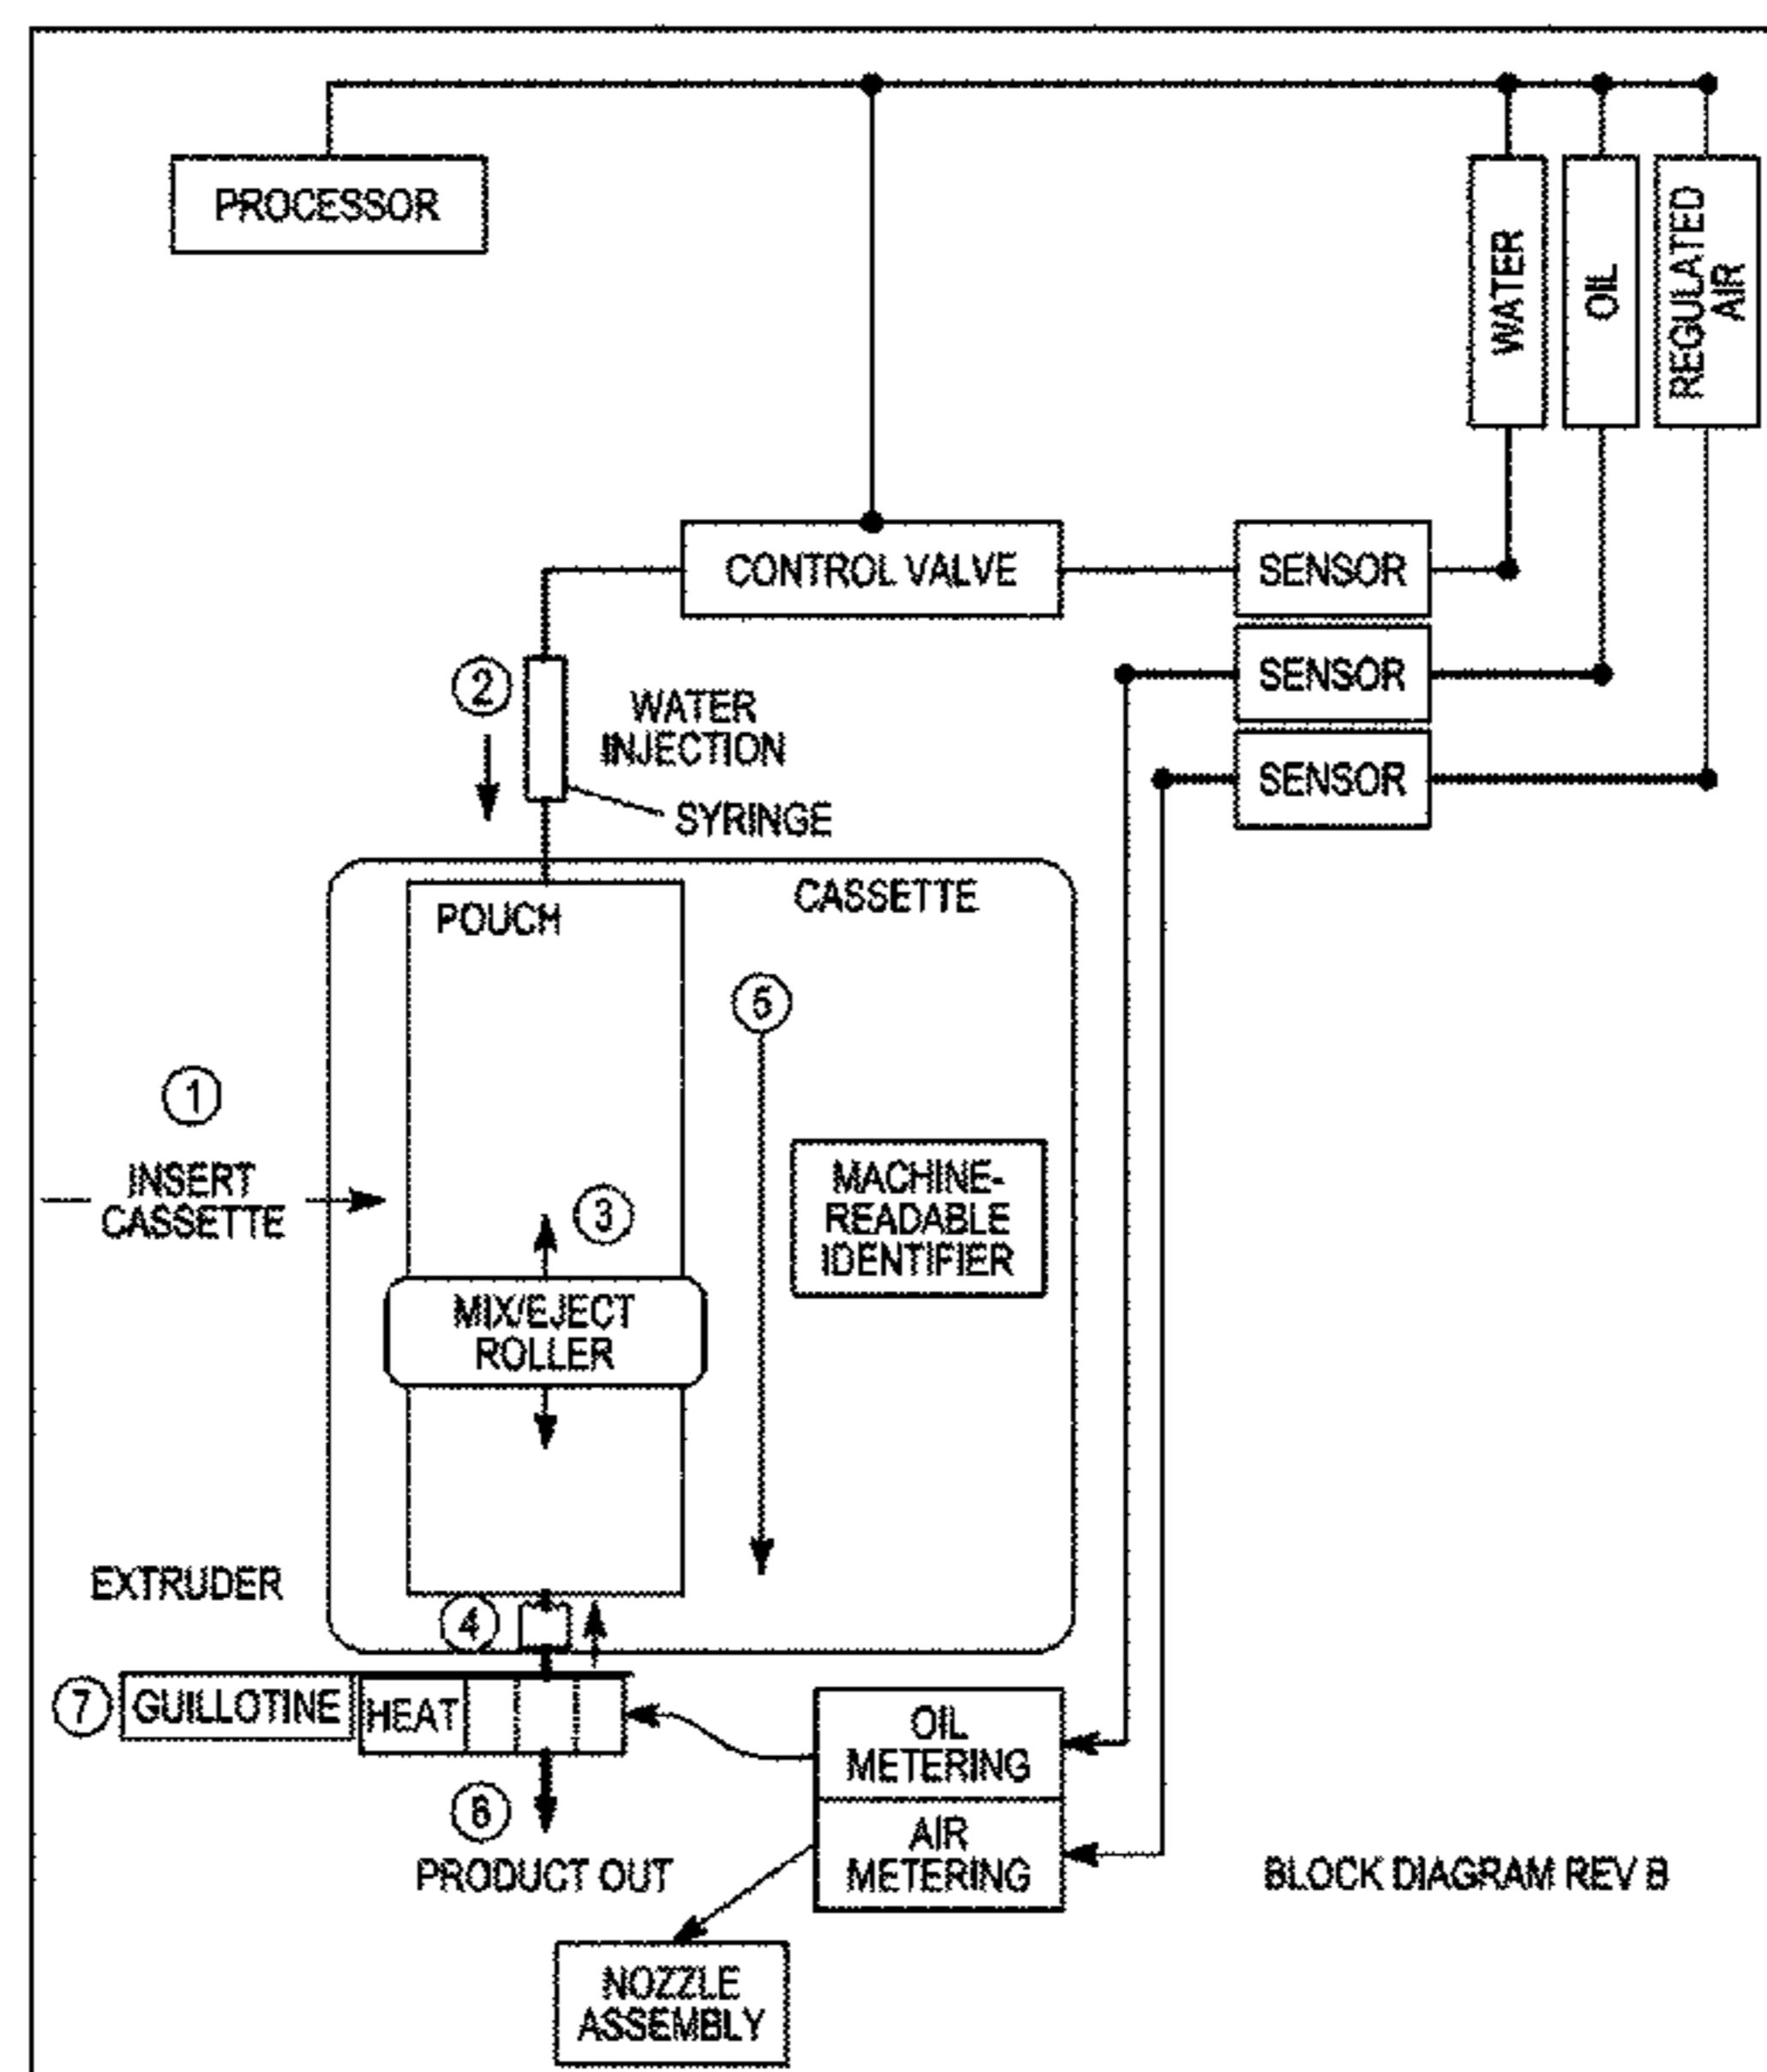 PROCESSOR
WATER
OIL
REGULATED
AIR
CONTROL VALVE
SENSOR
SENSOR
SENSOR
2
WATER
INJECTION
SYRINGE
CASSETTE
POUCH
5
1
INSERT
CASSETTE
3
MACHINE-
READABLE
IDENTIFIER
MIX/EJECT
ROLLER
EXTRUDER
4
7
GUILLOTINE
HEAT
OIL
METERING
6
PRODUCT OUT
AIR
METERING
BLOCK DIAGRAM REV B
NOZZLE
ASSEMBLY